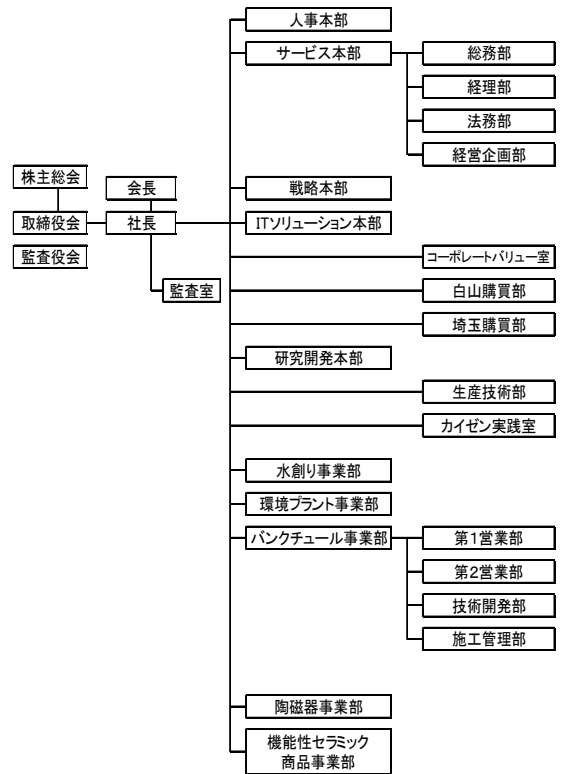 人事本部
サービス本部
総務部
経理部
法務部
経営企画部
株主総会
会長
戦略本部
取締役会
社長
ITソリューション本部
監査役会
コーポレートバリュー室
監査室
白山購買部
埼玉購買部
研究開発本部
生産技術部
カイゼン実践室
水創り事業部
環境プラント事業部
バンクチュール事業部
第1営業部
第2営業部
技術開発部
施工管理部
陶磁器事業部
機能性セラミック
商品事業部